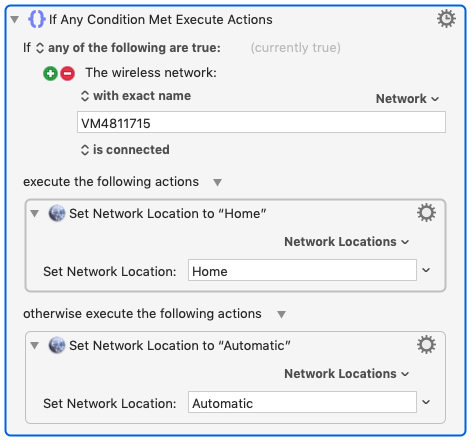 If Any Condition Met Execute Actions
If any of the following are true: (currently true)
The wireless network:
with exact name Network
VM4811715
is connected
execute the following actions
Set Network Location to “Home”
Network Locations
Set Network Location: Home
otherwise execute the following actions
Set Network Location to “Automatic”
Network Locations
Set Network Location: Automatic